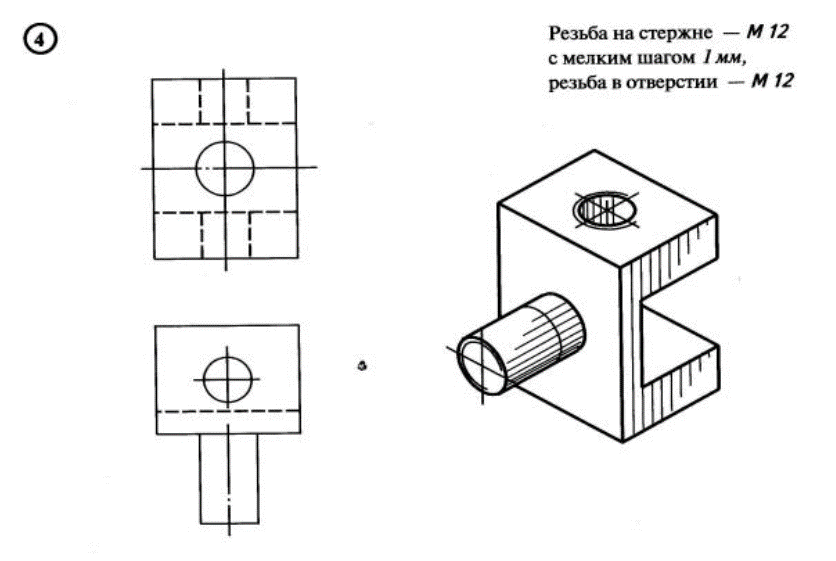 4
Резьба на стержне — М 12
с мелким шагом 1 мм,
резьба в отверстии — М 12